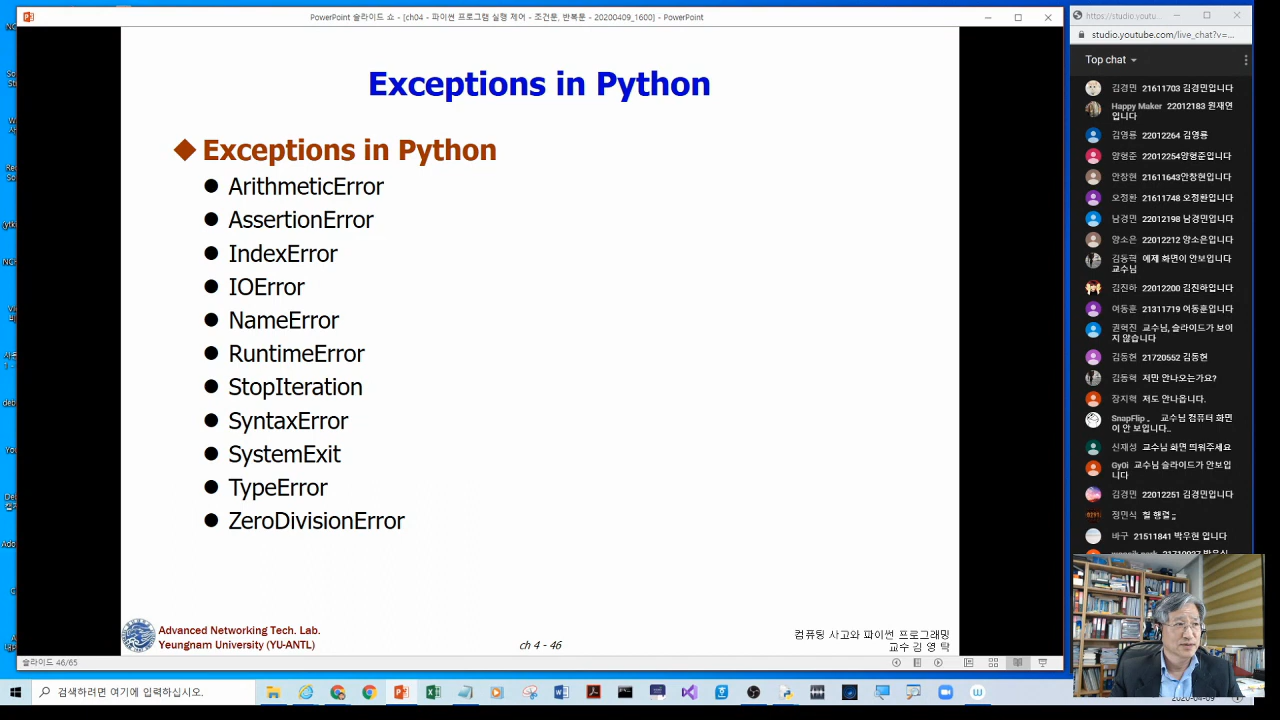 PowerPoint 슬라이드 쇼 - [ch04 - 파이썬 프로그램 실행 제어 - 조건문, 반복문 - 20200409_1600] - PowerPoint
Exceptions in Python
Exceptions in Python
ArithmeticError
AssertionError
IndexError
IOError
NameError
RuntimeError
StopIteration
SyntaxError
SystemExit
TypeError
ZeroDivisionError
Advanced Networking Tech. Lab.
Yeungnam University (YU-ANTL)
ch 4 - 46
컴퓨팅 사고와 파이썬 프로그래밍
교수 김 영 탁
슬라이드 46/65
https://studio.youtu...
studio.youtube.com/live_chat?v=...
Top chat
김경민 21611703 김경민입니다
Happy Maker 22012183 원재연
입니다
김영룡 22012264 김영룡
양형준 22012254양형준입니다
안창현 21611643안창현입니다
오정환 21611748 오정환입니다
남경민 22012198 남경민입니다
양소은 22012212 양소은입니다
김동혁 예제 화면이 안보입니다
교수님
김진하 22012200 김진하입니다
여동훈 21311719 여동훈입니다
권혁진 교수님, 슬라이드가 보이
지 않습니다
김동현 21720552 김동현
김동혁 저만 안나오는가요?
장지혁 저도 안나옵니다.
SnapFlip 교수님 컴퓨터 화면
이 안 보입니다..
신재성 교수님 화면 띄워주세요
Gy0i 교수님 슬라이드가 안보입
니다
김경민 22012251 김경민입니다
정민식 헐 행렬;;
바구 21511841 박우현 입니다
검색하려면 여기에 입력하십시오.
2020-04-09